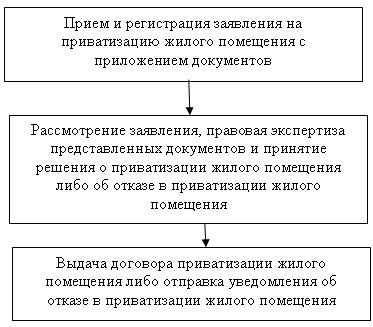 Прием и регистрация заявления на
приватизацию жилого помещения с
приложением документов
Рассмотрение заявления, правовая экспертиза
представленных документов и принятие
решения о приватизации жилого помещения
либо об отказе в приватизации жилого
помещения
Выдача договора приватизации жилого
помещения либо отправка уведомления об
отказе в приватизации жилого помещения